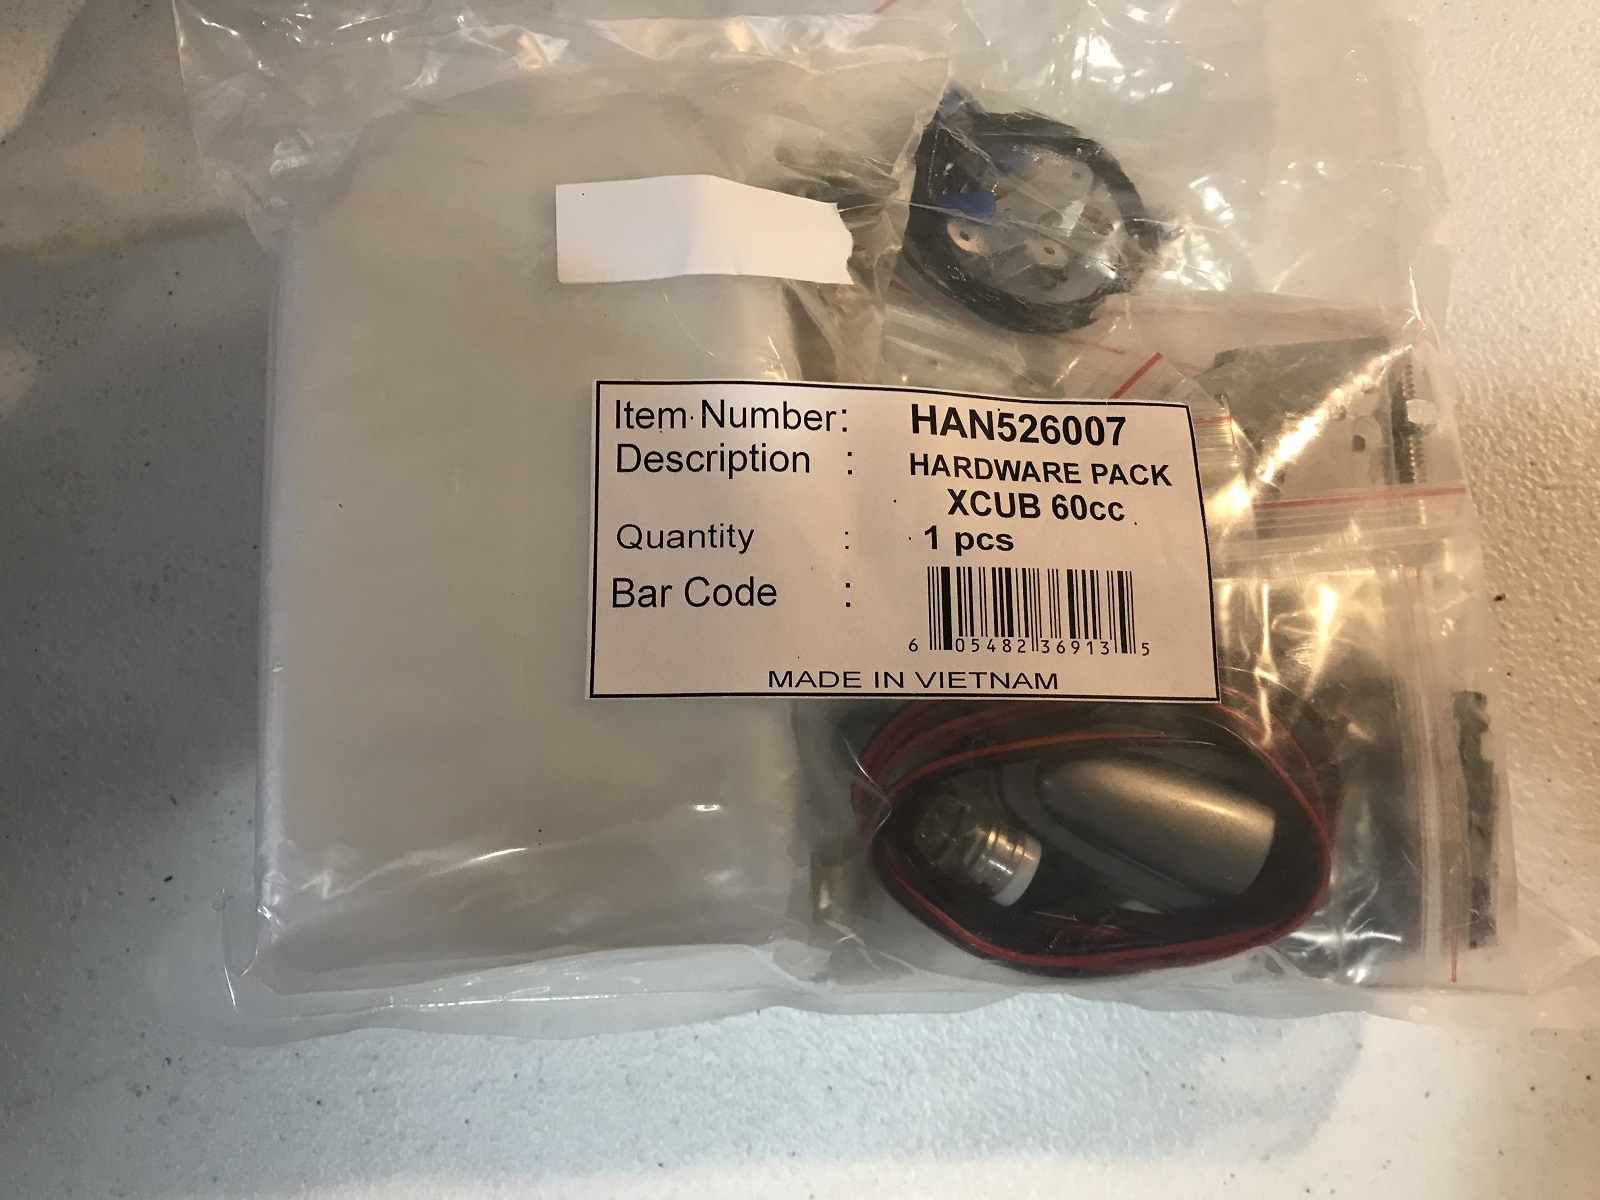 Item Number: HAN526007
Description : HARDWARE PACK
XCUB 60cc
Quantity : 1 pcs
Bar Code :
6 05482 36913 5
MADE IN VIETNAM